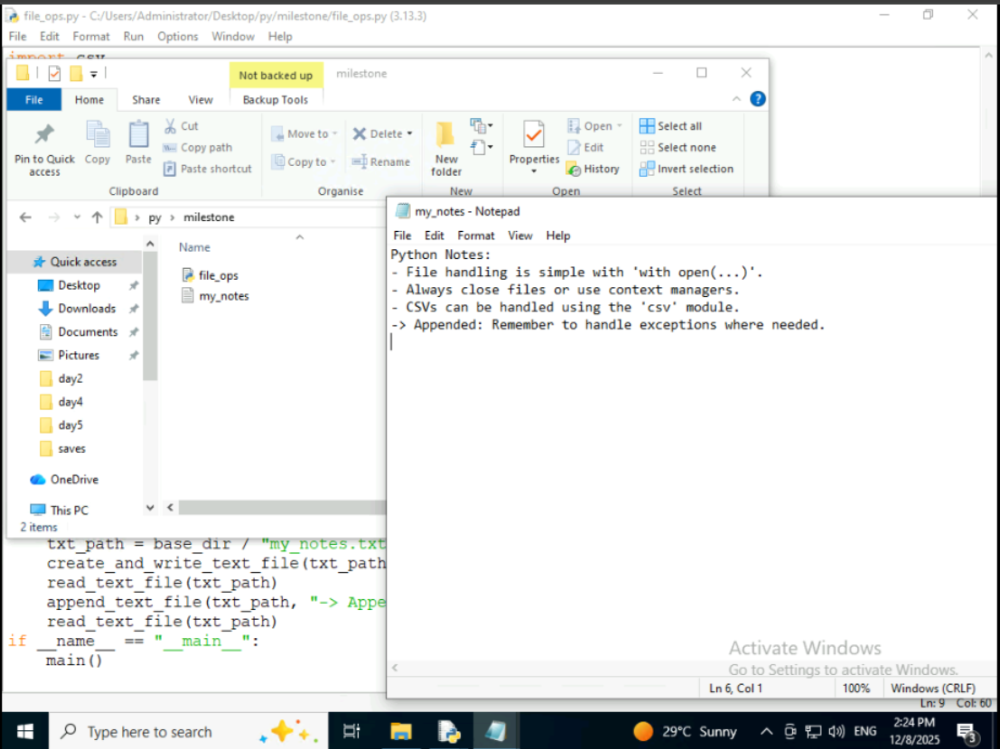 file_ops.py - C:/Users/Administrator/Desktop/py/milestone/file_ops.py (3.13.3)
File Edit Format Run Options Window Help
import csv
Not backed up milestone
File Home Share View Backup Tools
Pin to Quick access
Copy
Paste
Cut
Copy path
Paste shortcut
Clipboard
Move to
Copy to
Delete
Rename
Organise
New folder
New
Properties
Open
Edit
History
Open
Select all
Select none
Invert selection
Select
py › milestone
Quick access
Desktop
Downloads
Documents
Pictures
day2
day4
day5
saves
OneDrive
This PC
2 items
Name
file_ops
my_notes
my_notes - Notepad
File Edit Format View Help
Python Notes:
- File handling is simple with 'with open(...)'.
- Always close files or use context managers.
- CSVs can be handled using the 'csv' module.
-> Appended: Remember to handle exceptions where needed.
Activate Windows
Go to Settings to activate Windows.
Ln 6, Col 1 100% Windows (CRLF)
txt_path = base_dir / "my_notes.txt
create_and_write_text_file(txt_path
read_text_file(txt_path)
append_text_file(txt_path, "-> Appe
read_text_file(txt_path)
if __name__ == "__main__":
main()
Ln: 9 Col: 60
Type here to search
29°C Sunny
ENG
2:24 PM
12/8/2025
3